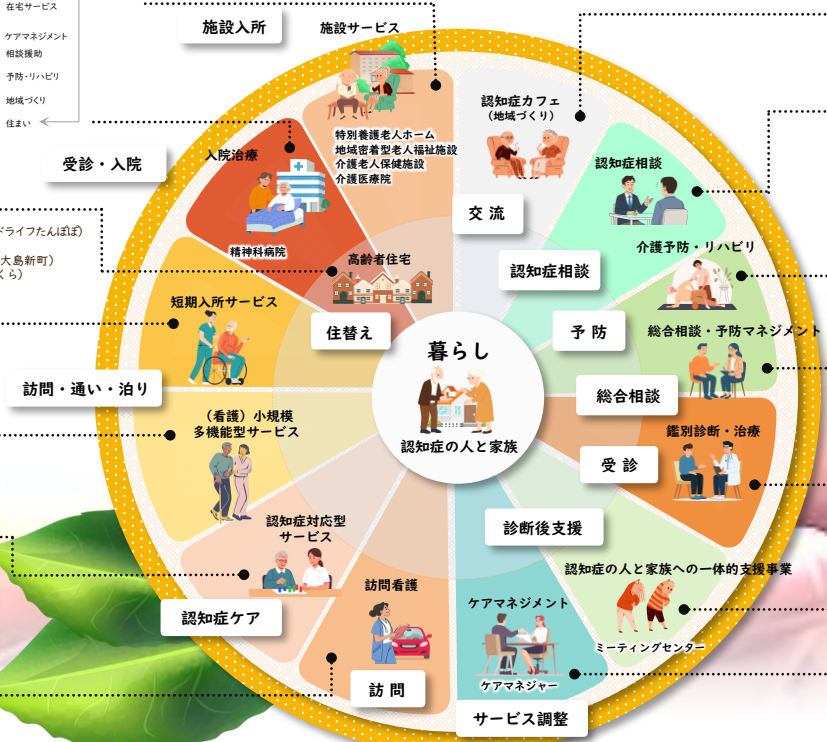 在宅サービス
ケアマネジメント
相談援助
予防・リハビリ
地域づくり
住まい
施設入所
施設サービス
特別養護老人ホーム
地域密着型老人福祉施設
介護老人保健施設
介護医療院
認知症カフェ
(地域づくり)
交流
認知症相談
認知症相談
介護予防・リハビリ
予防
総合相談・予防マネジメント
総合相談
鑑別診断・治療
受診
認知症の人と家族への一体的支援事業
ミーティングセンター
診断後支援
ケアマネジメント
ケアマネジャー
サービス調整
訪問看護
訪問
認知症対応型
サービス
認知症ケア
(看護)小規模
多機能型サービス
訪問・通い・泊り
短期入所サービス
受診・入院
入院治療
精神科病院
高齢者住宅
住替え
暮らし
認知症の人と家族
ドライフたんぽぽ)
大島新町)
くら)